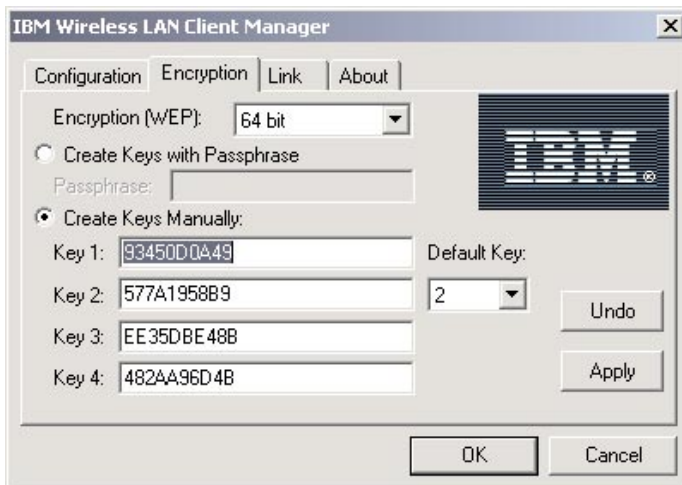 IBM Wireless LAN Client Manager
Configuration Encryption Link About
Encryption (WEP): 64 bit
IBM®
Create Keys with Passphrase
Passphrase:
Create Keys Manually:
Key 1: 93450D0A49 Default Key:
Key 2: 577A1958B9 2
Undo
Key 3: EE35DBE48B
Key 4: 482AA96D4B Apply
OK Cancel